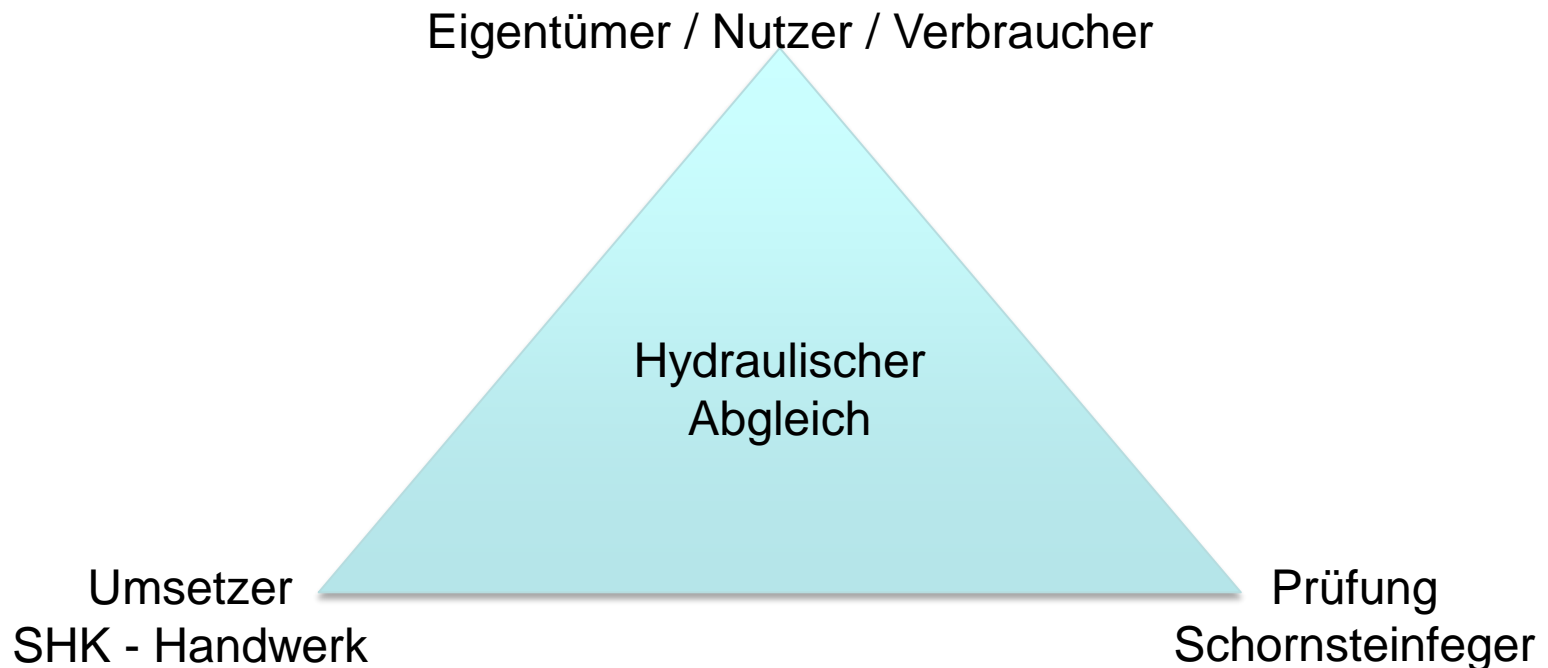 Eigentümer / Nutzer / Verbraucher
Hydraulischer
Abgleich
Umsetzer
SHK - Handwerk
Prüfung
Schornsteinfeger